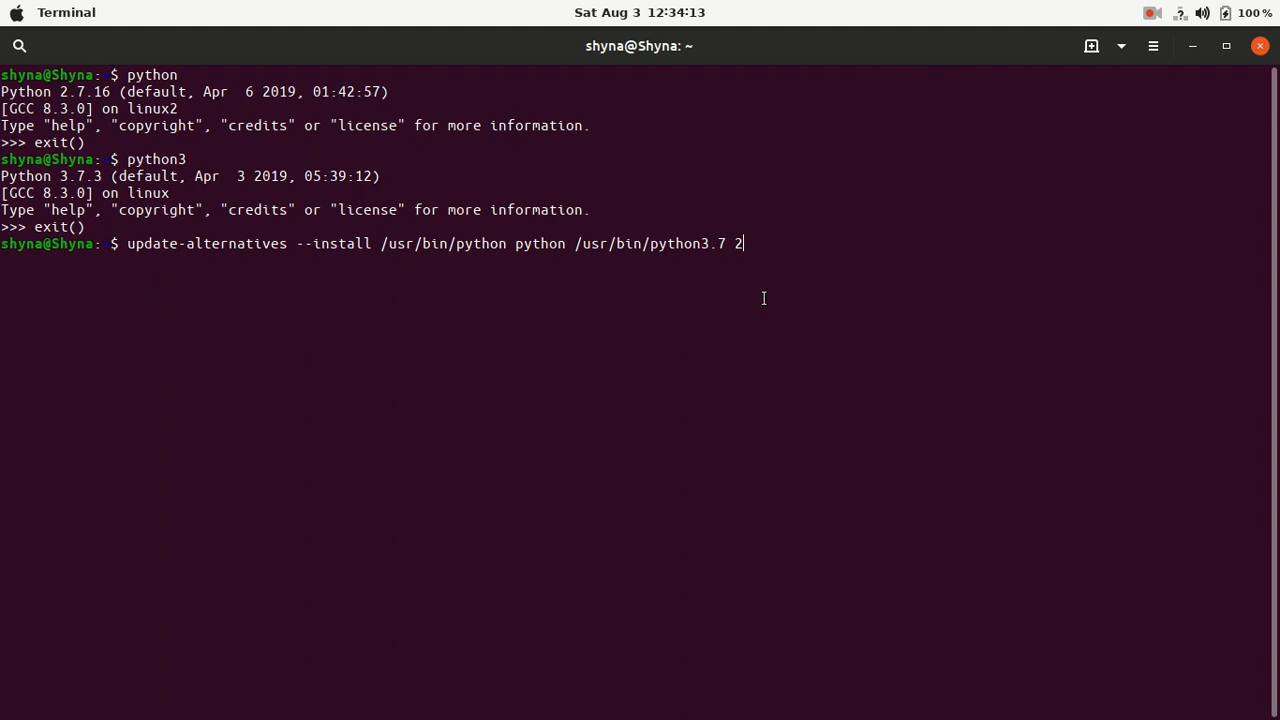 Terminal
Sat Aug 3 12:34:13
100 %
shyna@Shyna: ~
shyna@Shyna:~$ python
Python 2.7.16 (default, Apr  6 2019, 01:42:57)
[GCC 8.3.0] on linux2
Type "help", "copyright", "credits" or "license" for more information.
>>> exit()
shyna@Shyna:~$ python3
Python 3.7.3 (default, Apr  3 2019, 05:39:12)
[GCC 8.3.0] on linux
Type "help", "copyright", "credits" or "license" for more information.
>>> exit()
shyna@Shyna:~$ update-alternatives --install /usr/bin/python python /usr/bin/python3.7 2